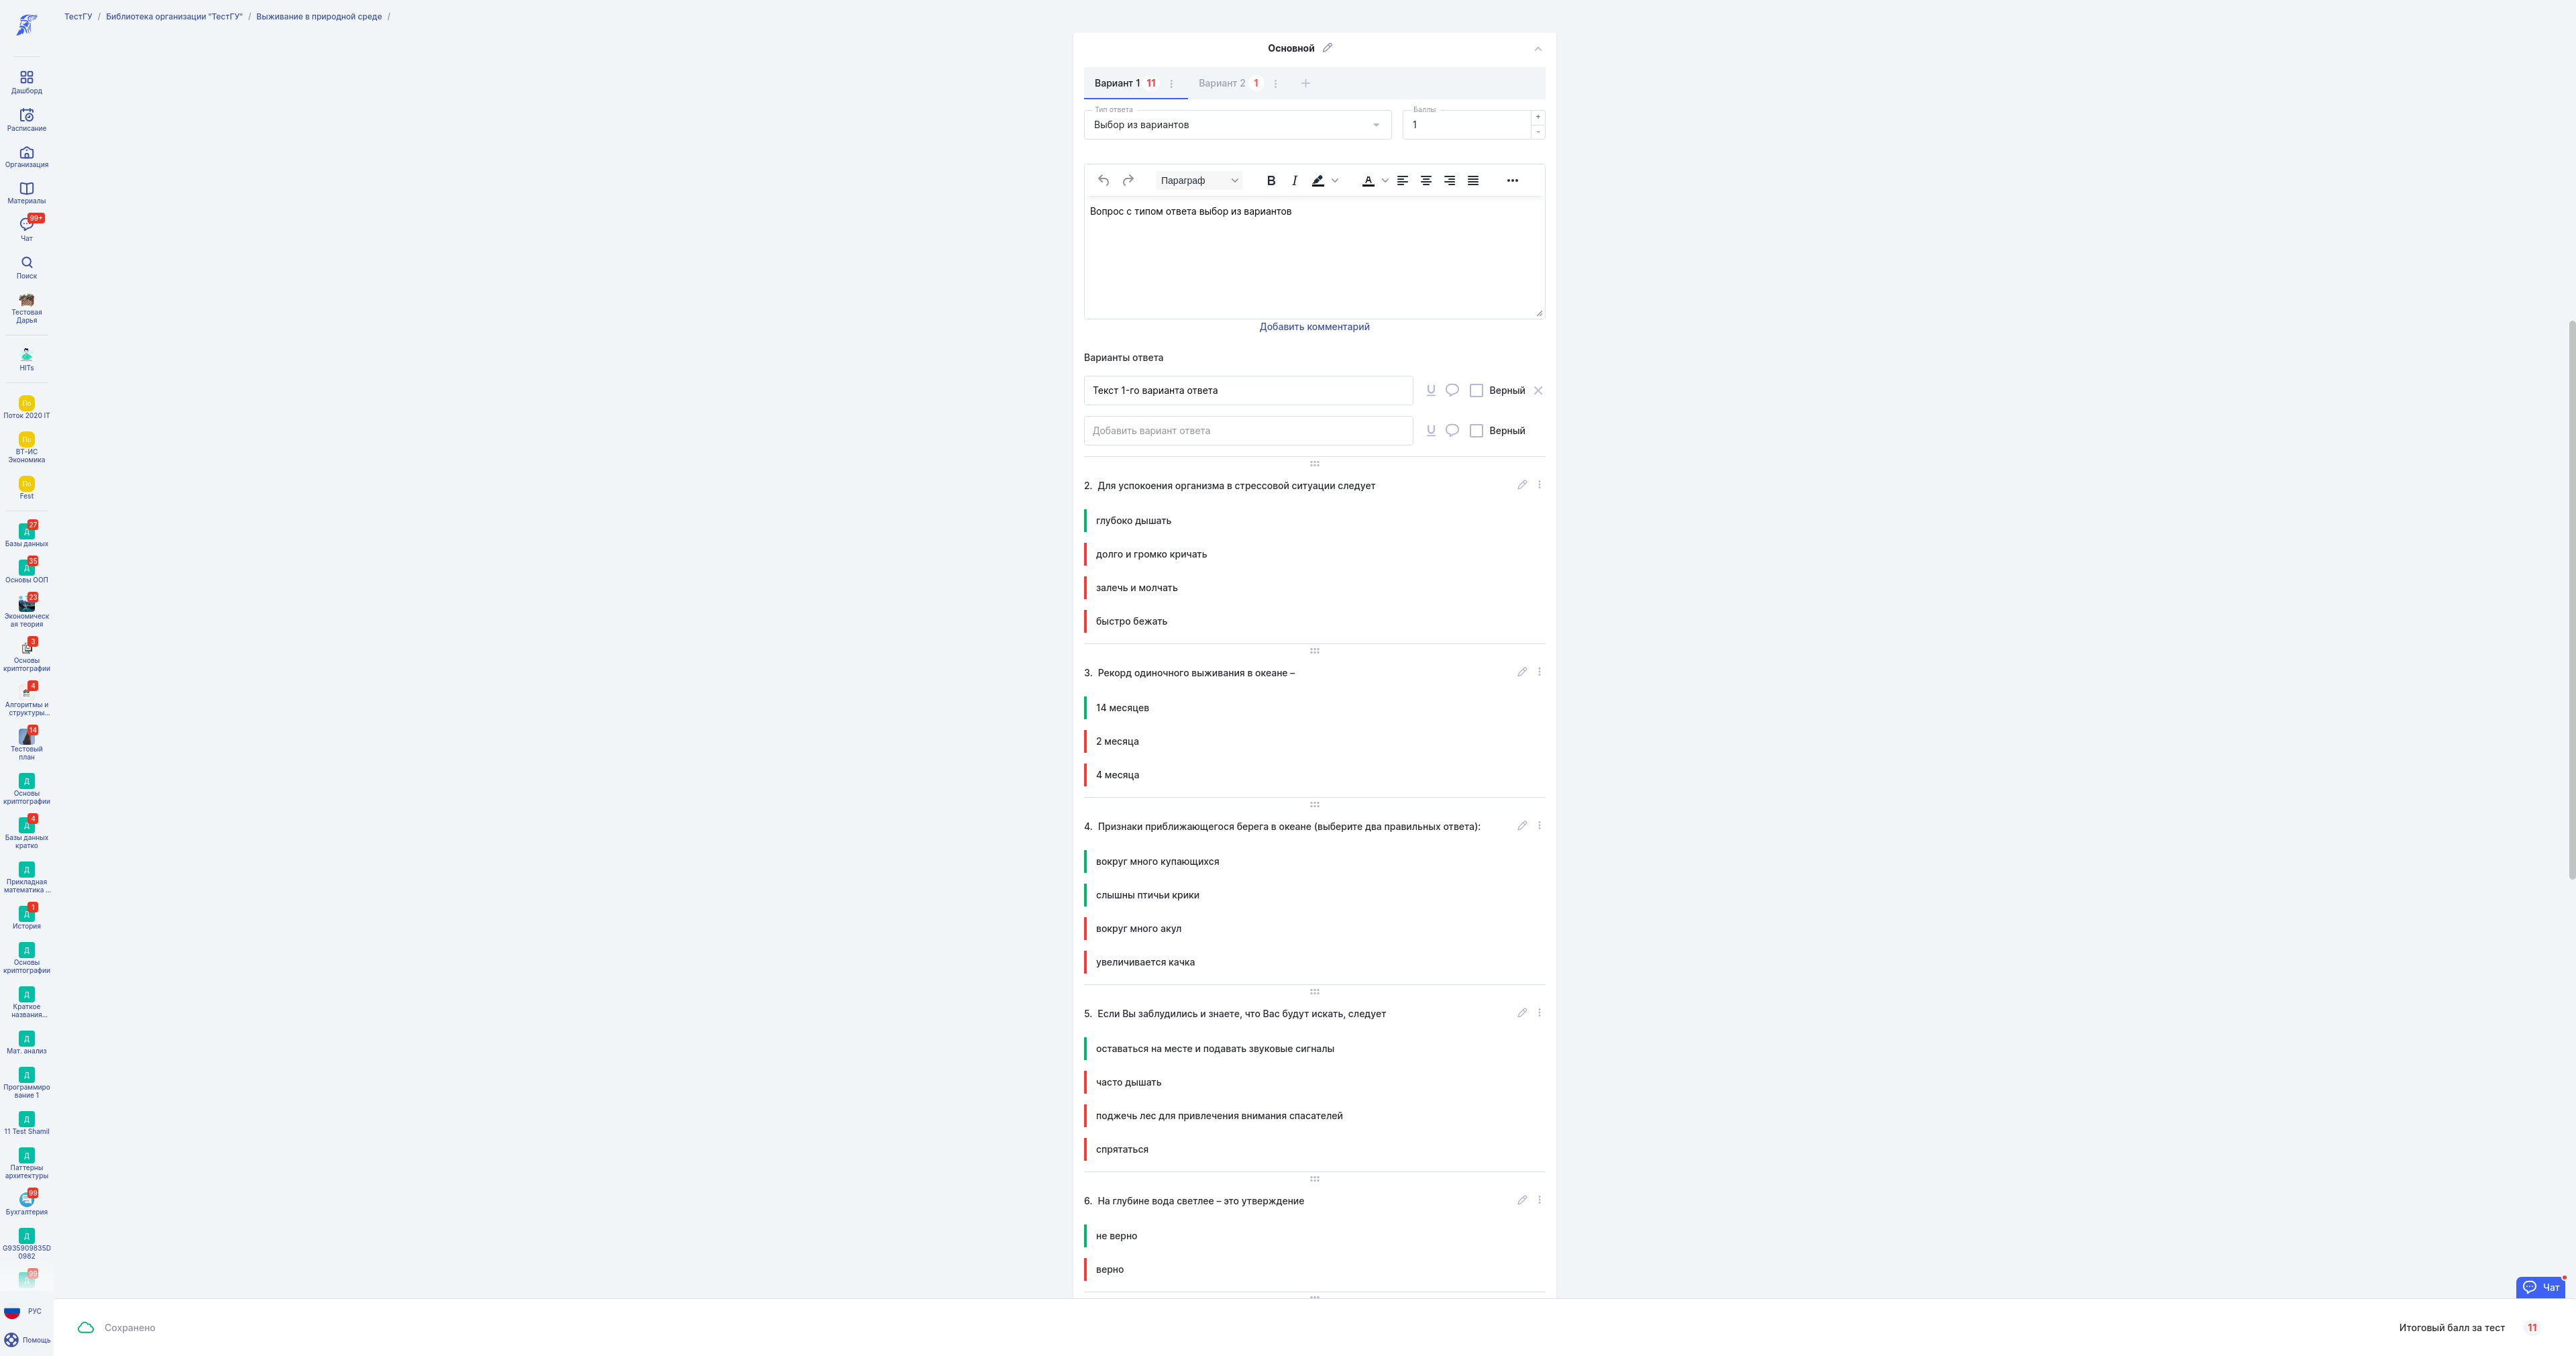 ТестГУ / Библиотека организации "ТестГУ" / Выживание в природной среде /
Дашборд
Расписание
Организация
Материалы
99+
Чат
Поиск
Тестовая
Дарья
HITs
По
Поток 2020 IT
По
ВТ-ИС
Экономика
По
Fest
27
Д
Базы данных
35
Д
Основы ООП
23
Экономическ
ая теория
3
Основы
криптографии
4
Алгоритмы и
структуры...
14
Тестовый
план
Д
Основы
криптографии
4
Д
Базы данных
кратко
Д
Прикладная
математика ...
1
Д
История
Д
Основы
криптографии
Д
Краткое
названия...
Д
Мат. анализ
Д
Программиро
вание 1
Д
11 Test Shamil
Д
Паттерны
архитектуры
99
Бухгалтерия
Д
G935909835D
0982
99
Д
РУС
Помощь
Основной
Вариант 1 11
Вариант 2 1
Тип ответа
Выбор из вариантов
Баллы
1
+
-
Параграф
B I A
Вопрос с типом ответа выбор из вариантов
Добавить комментарий
Варианты ответа
Текст 1-го варианта ответа
Верный
Добавить вариант ответа
Верный
2. Для успокоения организма в стрессовой ситуации следует
глубоко дышать
долго и громко кричать
залечь и молчать
быстро бежать
3. Рекорд одиночного выживания в океане –
14 месяцев
2 месяца
4 месяца
4. Признаки приближающегося берега в океане (выберите два правильных ответа):
вокруг много купающихся
слышны птичьи крики
вокруг много акул
увеличивается качка
5. Если Вы заблудились и знаете, что Вас будут искать, следует
оставаться на месте и подавать звуковые сигналы
часто дышать
поджечь лес для привлечения внимания спасателей
спрятаться
6. На глубине вода светлее – это утверждение
не верно
верно
Чат
Сохранено
Итоговый балл за тест 11